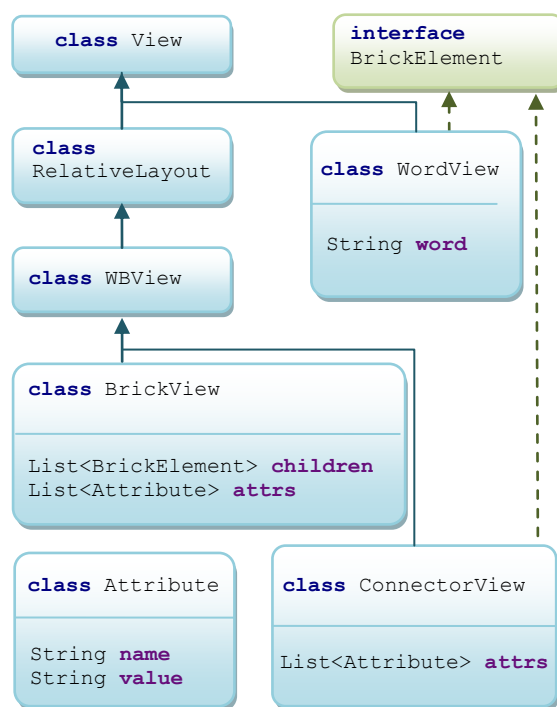 class View
interface
BrickElement
class
RelativeLayout
class WordView
String word
class WBView
class BrickView
List<BrickElement> children
List<Attribute> attrs
class Attribute
String name
String value
class ConnectorView
List<Attribute> attrs